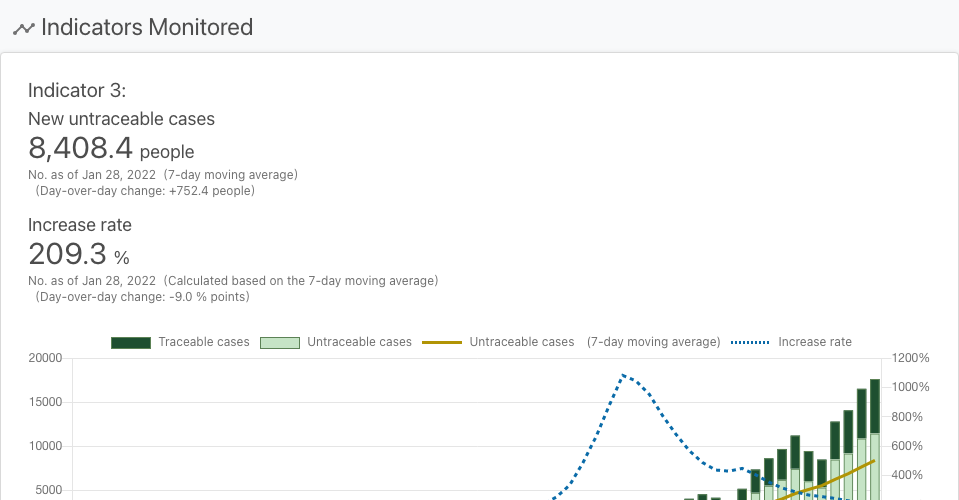 Indicators Monitored
Indicator 3:
New untraceable cases
8,408.4 people
No. as of Jan 28, 2022 (7-day moving average)
(Day-over-day change: +752.4 people)
Increase rate
209.3 %
No. as of Jan 28, 2022 (Calculated based on the 7-day moving average)
(Day-over-day change: -9.0 % points)
Traceable cases Untraceable cases Untraceable cases (7-day moving average) Increase rate
20000 1200%
15000 1000%
10000 800%
5000 600%
400%